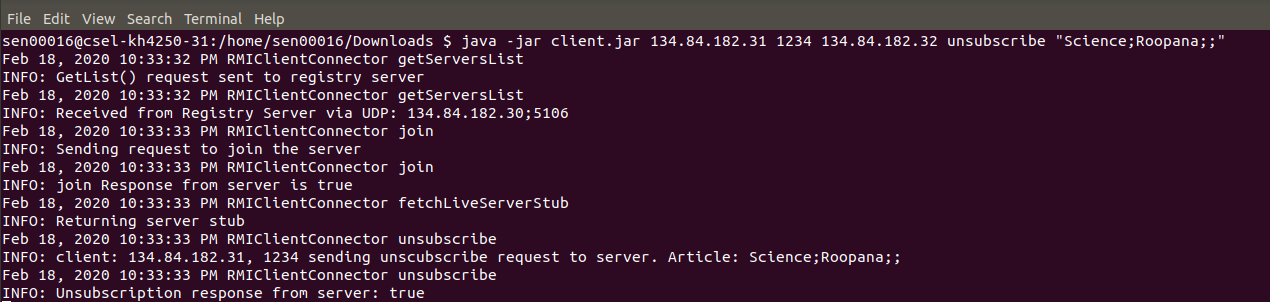 File Edit View Search Terminal Help
sen00016@csel-kh4250-31:/home/sen00016/Downloads $ java -jar client.jar 134.84.182.31 1234 134.84.182.32 unsubscribe "Science;Roopana;;"
Feb 18, 2020 10:33:32 PM RMIClientConnector getServersList
INFO: GetList() request sent to registry server
Feb 18, 2020 10:33:32 PM RMIClientConnector getServersList
INFO: Received from Registry Server via UDP: 134.84.182.30;5106
Feb 18, 2020 10:33:33 PM RMIClientConnector join
INFO: Sending request to join the server
Feb 18, 2020 10:33:33 PM RMIClientConnector join
INFO: join Response from server is true
Feb 18, 2020 10:33:33 PM RMIClientConnector fetchLiveServerStub
INFO: Returning server stub
Feb 18, 2020 10:33:33 PM RMIClientConnector unsubscribe
INFO: client: 134.84.182.31, 1234 sending unscubscribe request to server. Article: Science;Roopana;;
Feb 18, 2020 10:33:33 PM RMIClientConnector unsubscribe
INFO: Unsubscription response from server: true